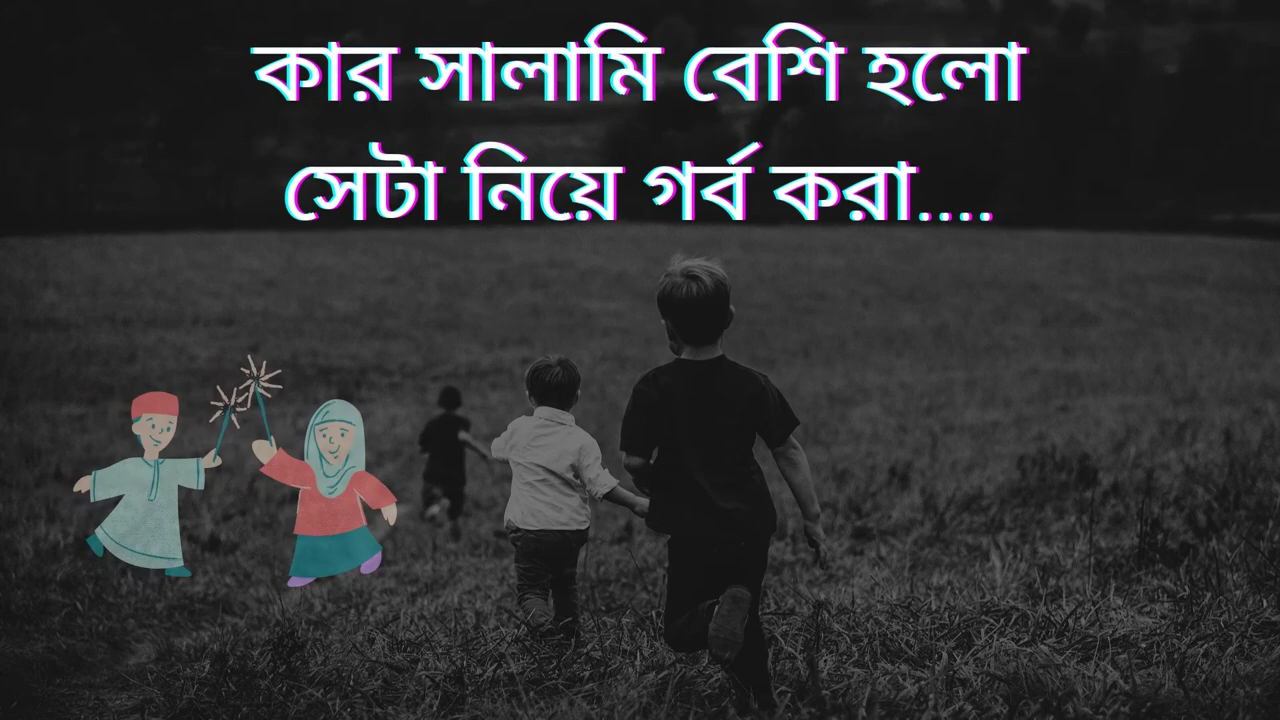 কার সালামি বেশি হলো
সেটা নিয়ে গর্ব করা....